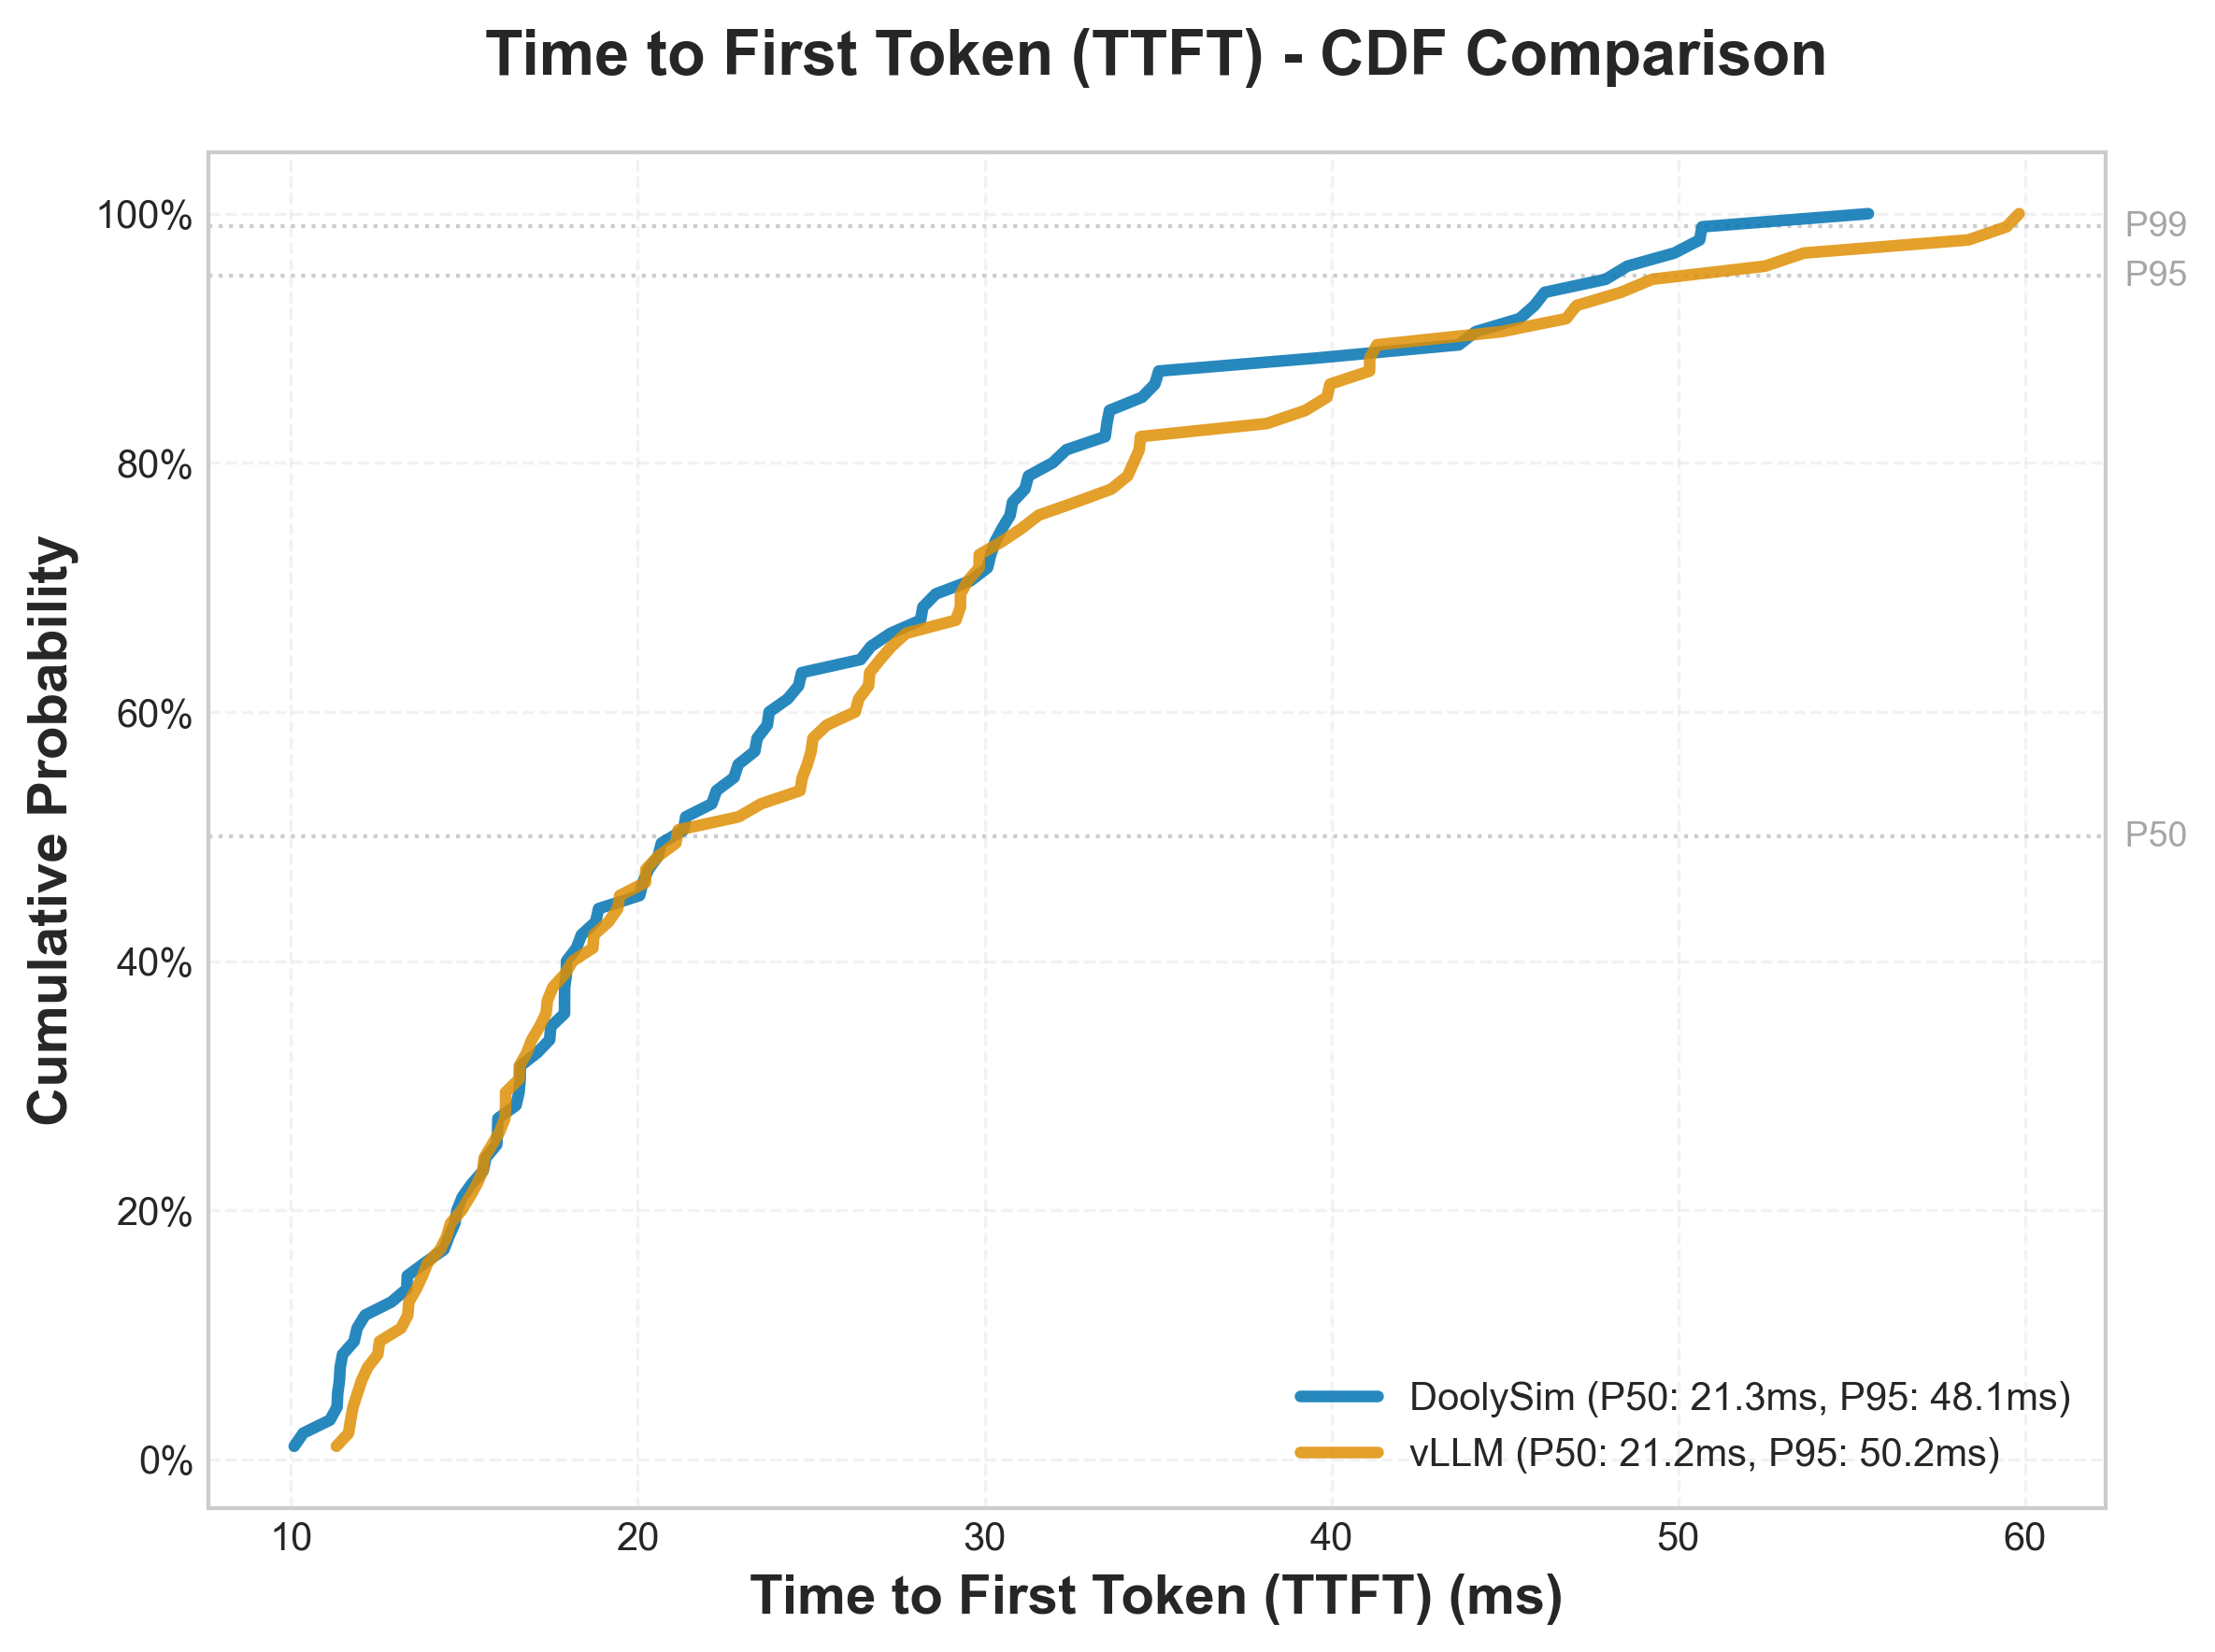 Time to First Token (TTFT) - CDF Comparison
100%
80%
60%
40%
20%
0%
Cumulative Probability
P99
P95
P50
DoolySim (P50: 21.3ms, P95: 48.1ms)
vLLM (P50: 21.2ms, P95: 50.2ms)
10 20 30 40 50 60
Time to First Token (TTFT) (ms)